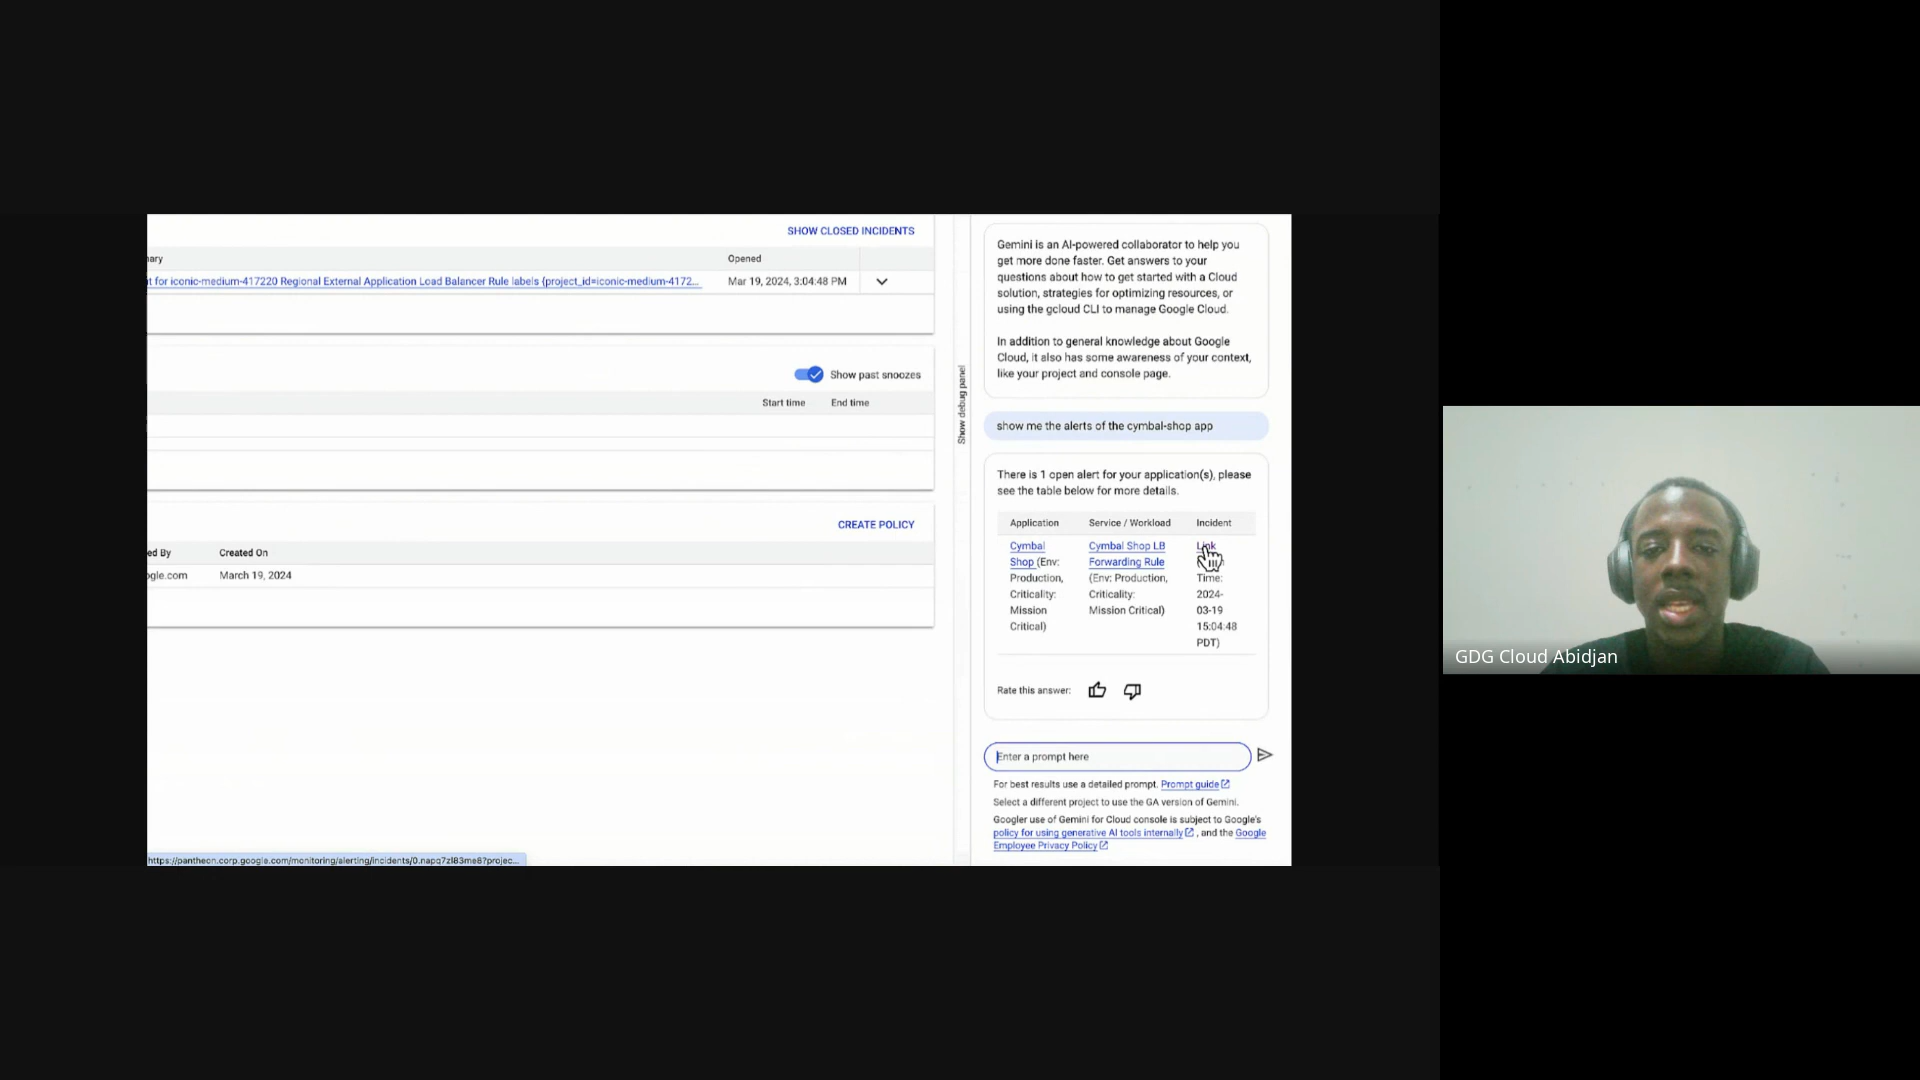 SHOW CLOSED INCIDENTS
Opened
it for iconic-medium-417220 Regional External Application Load Balancer Rule labels {project_id=iconic-medium-4172...
Mar 19, 2024, 3:04:48 PM
Show past snoozes
Start time End time
CREATE POLICY
ed By Created On
ogle.com March 19, 2024
https://pantheon.corp.google.com/monitoring/alerting/incidents/0.napq7zl83me8?projec...
Show debug panel
Gemini is an AI-powered collaborator to help you
get more done faster. Get answers to your
questions about how to get started with a Cloud
solution, strategies for optimizing resources, or
using the gcloud CLI to manage Google Cloud.
In addition to general knowledge about Google
Cloud, it also has some awareness of your context,
like your project and console page.
show me the alerts of the cymbal-shop app
There is 1 open alert for your application(s), please
see the table below for more details.
Application Service / Workload Incident
Cymbal Cymbal Shop LB Link
Shop (Env: Forwarding Rule
Production, (Env: Production, Time:
Criticality: Criticality: 2024-
Mission Mission Critical) 03-19
Critical) 15:04:48
PDT)
Rate this answer:
Enter a prompt here
For best results use a detailed prompt. Prompt guide
Select a different project to use the GA version of Gemini.
Googler use of Gemini for Cloud console is subject to Google's
policy for using generative AI tools internally , and the Google
Employee Privacy Policy
GDG Cloud Abidjan